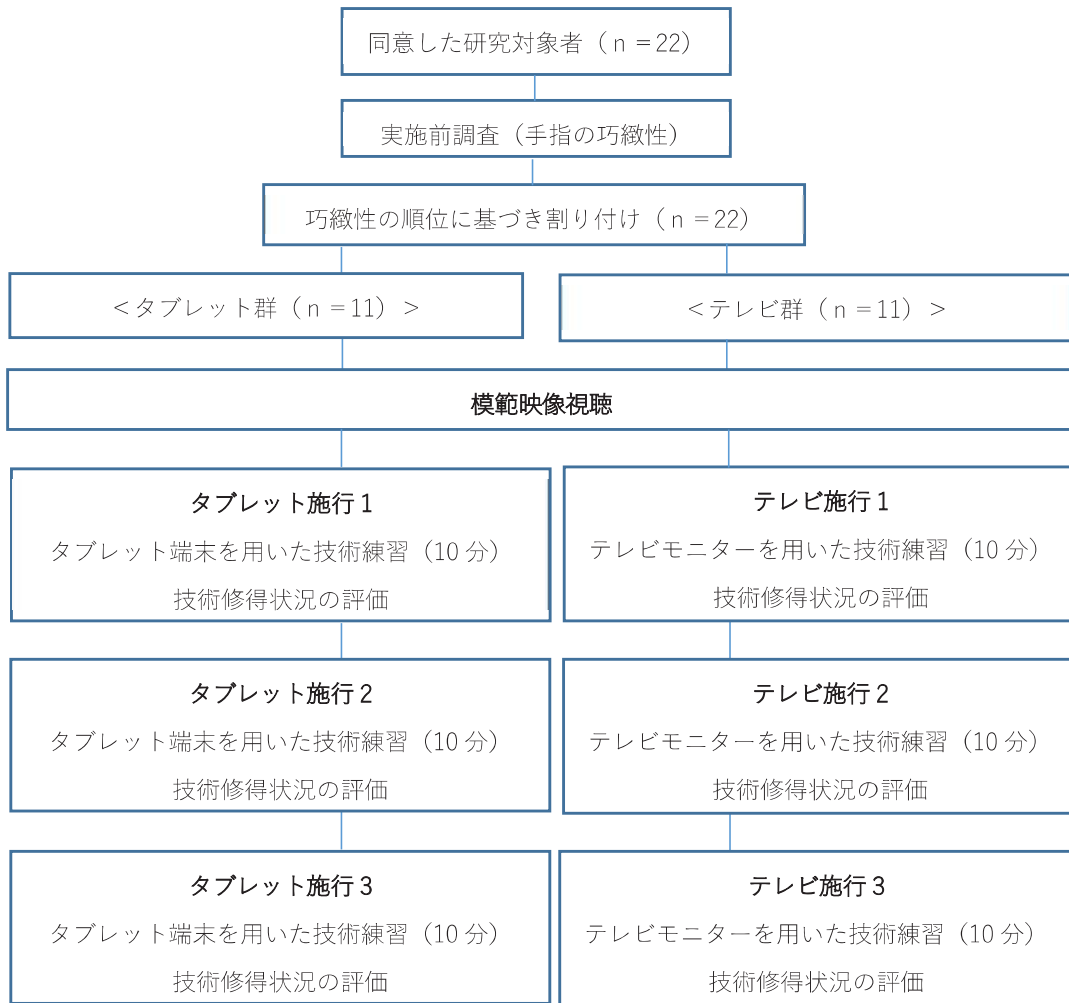 同意した研究対象者（ｎ＝22）
実施前調査（手指の巧緻性）
巧緻性の順位に基づき割り付け（ｎ＝22）
＜タブレット群（ｎ＝11）＞
＜テレビ群（ｎ＝11）＞
模範映像視聴
タブレット施行1
タブレット端末を用いた技術練習（10分）
技術修得状況の評価
テレビ施行1
テレビモニターを用いた技術練習（10分）
技術修得状況の評価
タブレット施行2
タブレット端末を用いた技術練習（10分）
技術修得状況の評価
テレビ施行2
テレビモニターを用いた技術練習（10分）
技術修得状況の評価
タブレット施行3
タブレット端末を用いた技術練習（10分）
技術修得状況の評価
テレビ施行3
テレビモニターを用いた技術練習（10分）
技術修得状況の評価